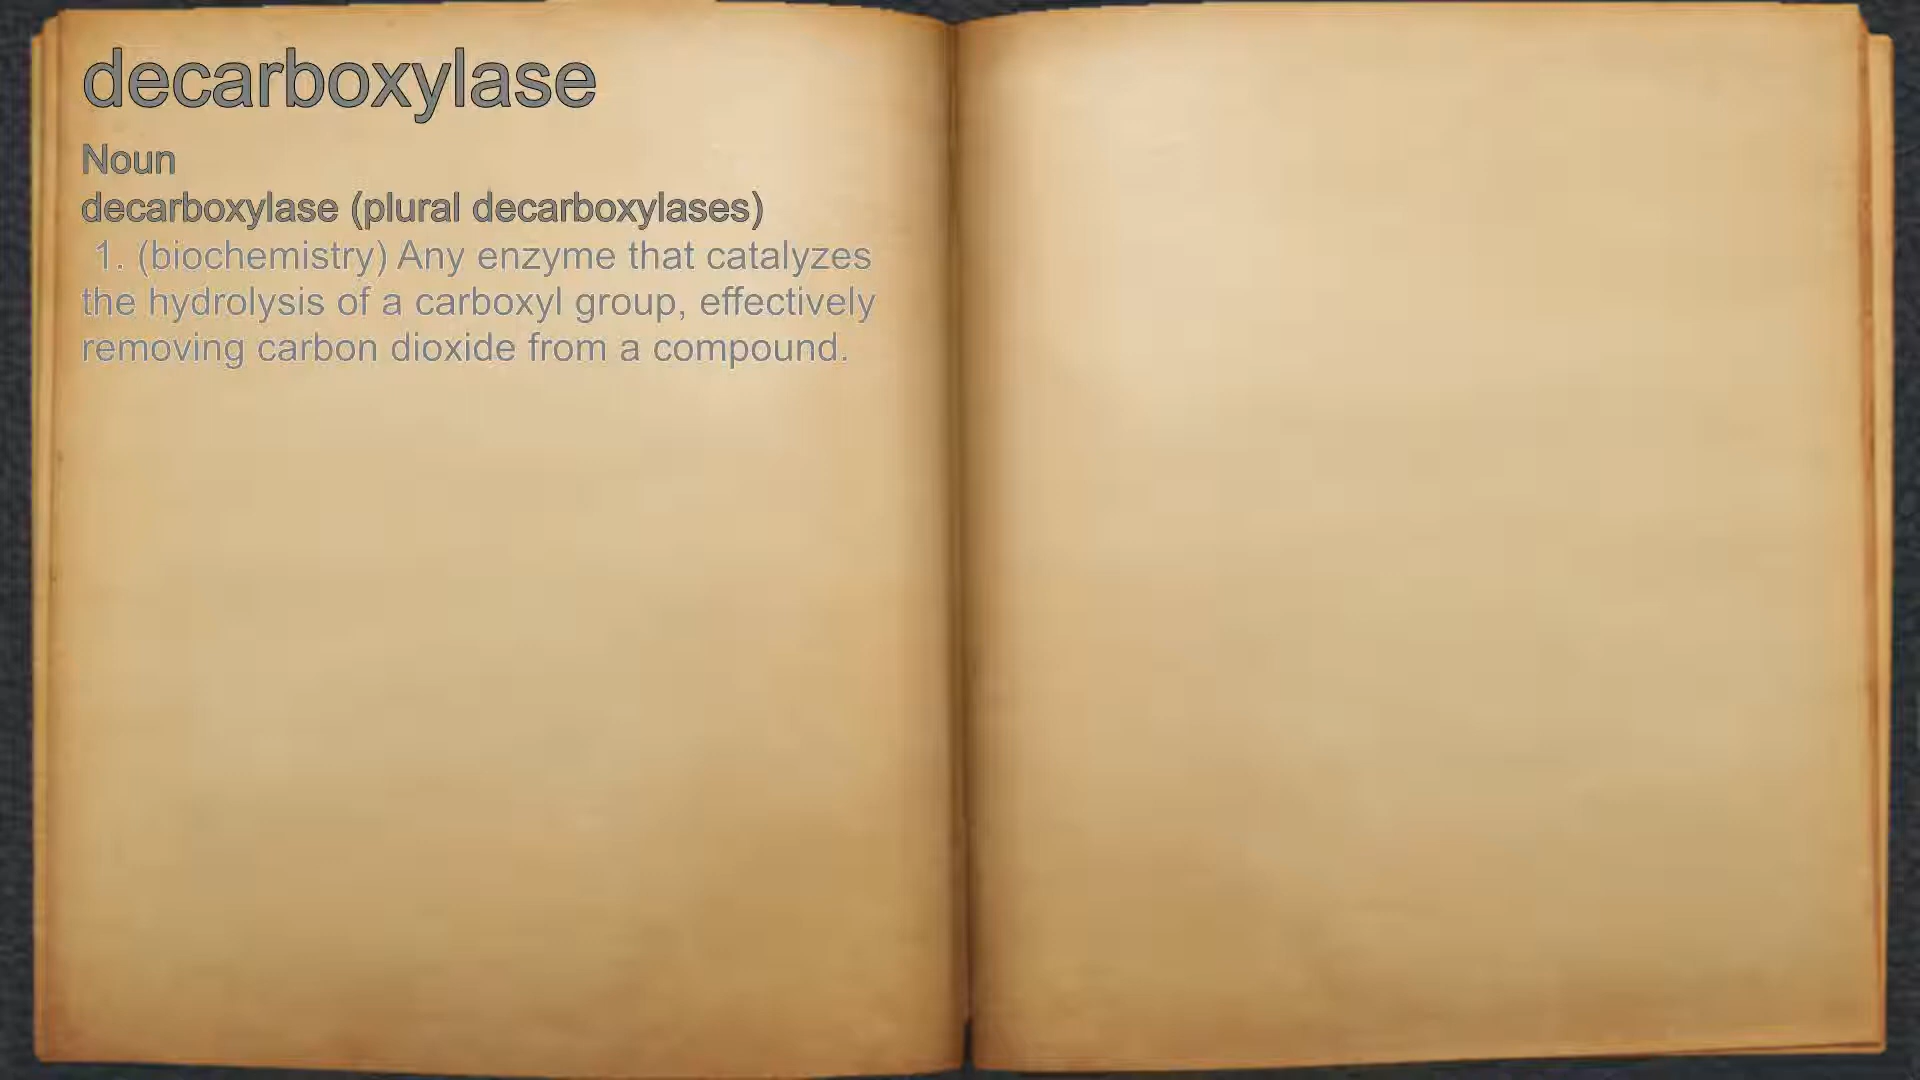 decarboxylase
Noun
decarboxylase (plural decarboxylases)
1. (biochemistry) Any enzyme that catalyzes
the hydrolysis of a carboxyl group, effectively
removing carbon dioxide from a compound.